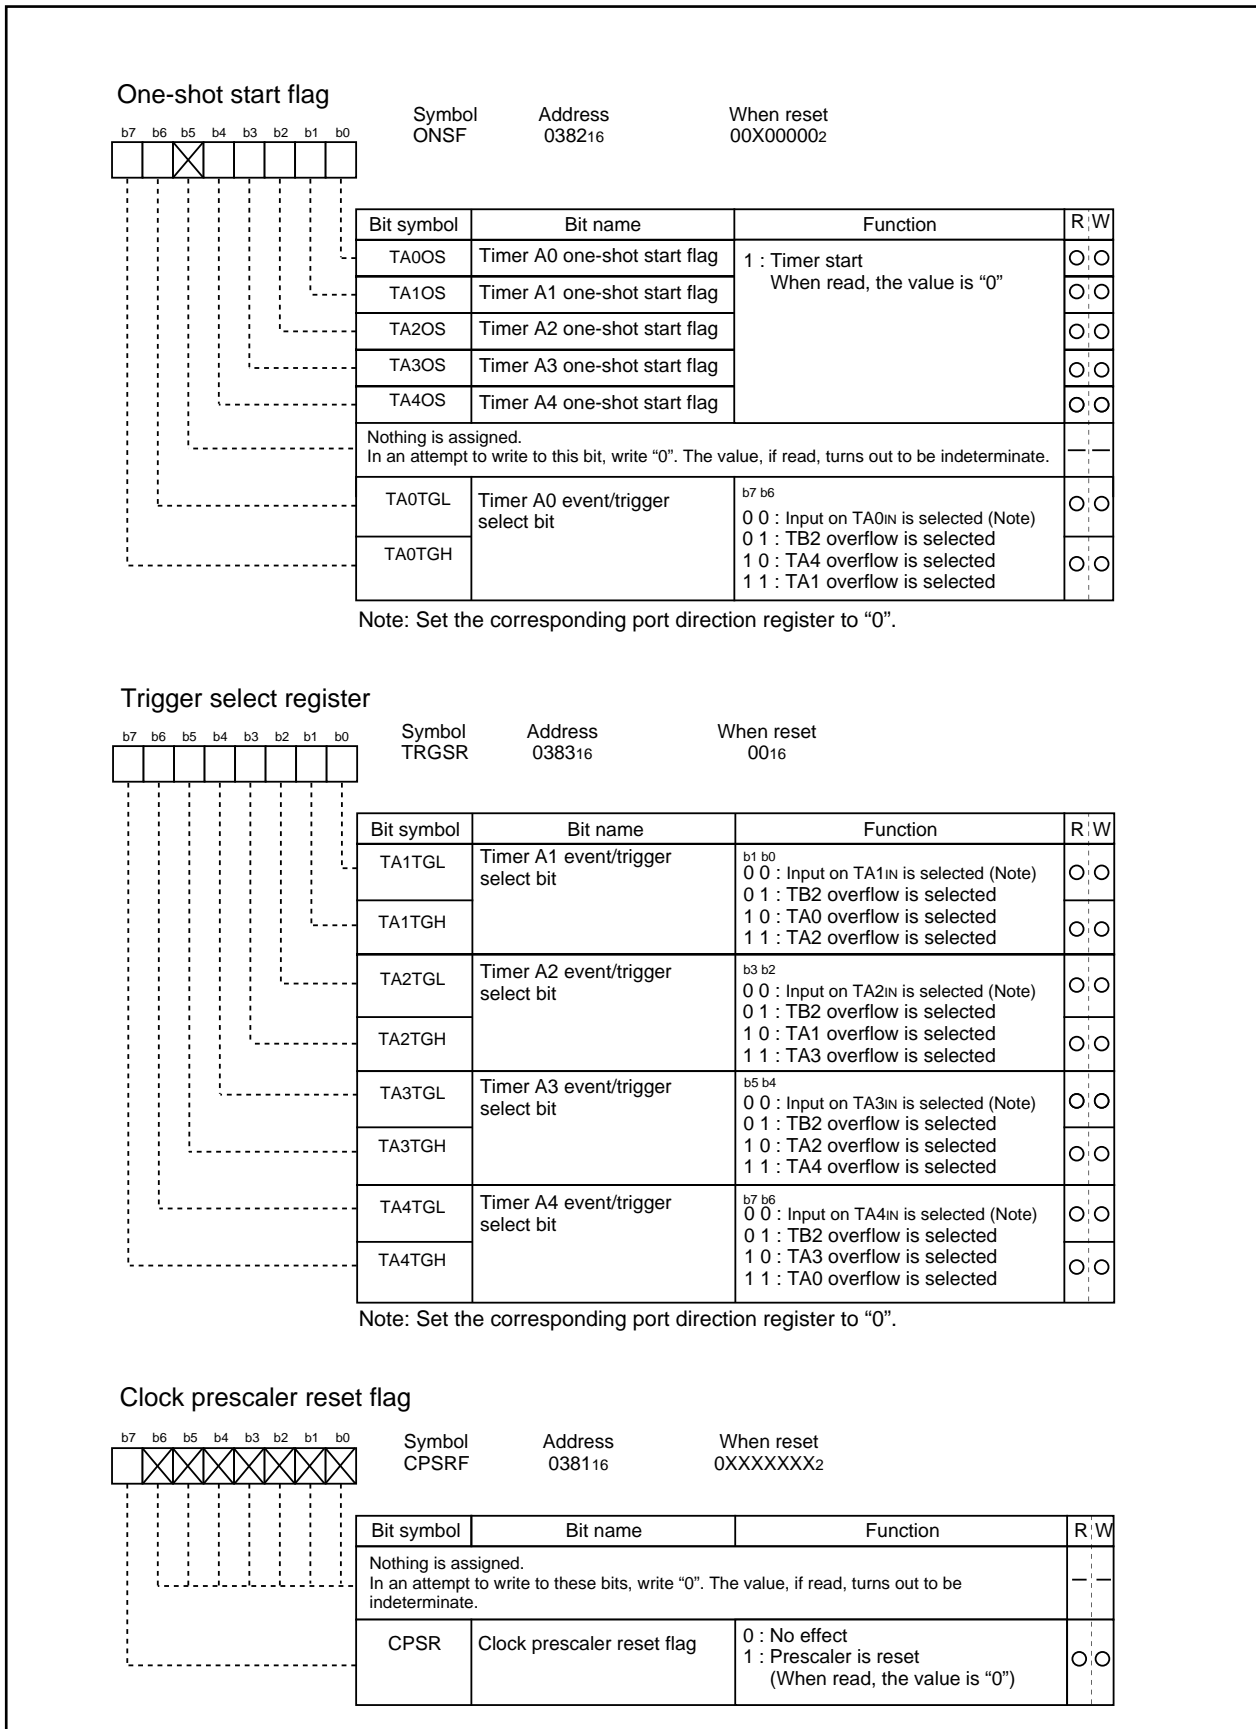 One-shot start flag
Symbol Address When reset
ONSF 038216 00X000002
b7 b6 b5 b4 b3 b2 b1 b0
Bit symbol Bit name Function R W
TA0OS Timer A0 one-shot start flag 1 : Timer start
When read, the value is “0”
TA1OS Timer A1 one-shot start flag
TA2OS Timer A2 one-shot start flag
TA3OS Timer A3 one-shot start flag
TA4OS Timer A4 one-shot start flag
Nothing is assigned.
In an attempt to write to this bit, write “0”. The value, if read, turns out to be indeterminate.
TA0TGL Timer A0 event/trigger
select bit
TA0TGH
b7 b6
0 0 : Input on TA0IN is selected (Note)
0 1 : TB2 overflow is selected
1 0 : TA4 overflow is selected
1 1 : TA1 overflow is selected
Note: Set the corresponding port direction register to “0”.
Trigger select register
Symbol Address When reset
TRGSR 038316 0016
b7 b6 b5 b4 b3 b2 b1 b0
Bit symbol Bit name Function R W
TA1TGL Timer A1 event/trigger
select bit
TA1TGH
b1 b0
0 0 : Input on TA1IN is selected (Note)
0 1 : TB2 overflow is selected
1 0 : TA0 overflow is selected
1 1 : TA2 overflow is selected
TA2TGL Timer A2 event/trigger
select bit
TA2TGH
b3 b2
0 0 : Input on TA2IN is selected (Note)
0 1 : TB2 overflow is selected
1 0 : TA1 overflow is selected
1 1 : TA3 overflow is selected
TA3TGL Timer A3 event/trigger
select bit
TA3TGH
b5 b4
0 0 : Input on TA3IN is selected (Note)
0 1 : TB2 overflow is selected
1 0 : TA2 overflow is selected
1 1 : TA4 overflow is selected
TA4TGL Timer A4 event/trigger
select bit
TA4TGH
b7 b6
0 0 : Input on TA4IN is selected (Note)
0 1 : TB2 overflow is selected
1 0 : TA3 overflow is selected
1 1 : TA0 overflow is selected
Note: Set the corresponding port direction register to “0”.
Clock prescaler reset flag
Symbol Address When reset
CPSRF 038116 0XXXXXXX2
b7 b6 b5 b4 b3 b2 b1 b0
Bit symbol Bit name Function R W
Nothing is assigned.
In an attempt to write to these bits, write “0”. The value, if read, turns out to be
indeterminate.
CPSR Clock prescaler reset flag 0 : No effect
1 : Prescaler is reset
(When read, the value is “0”)